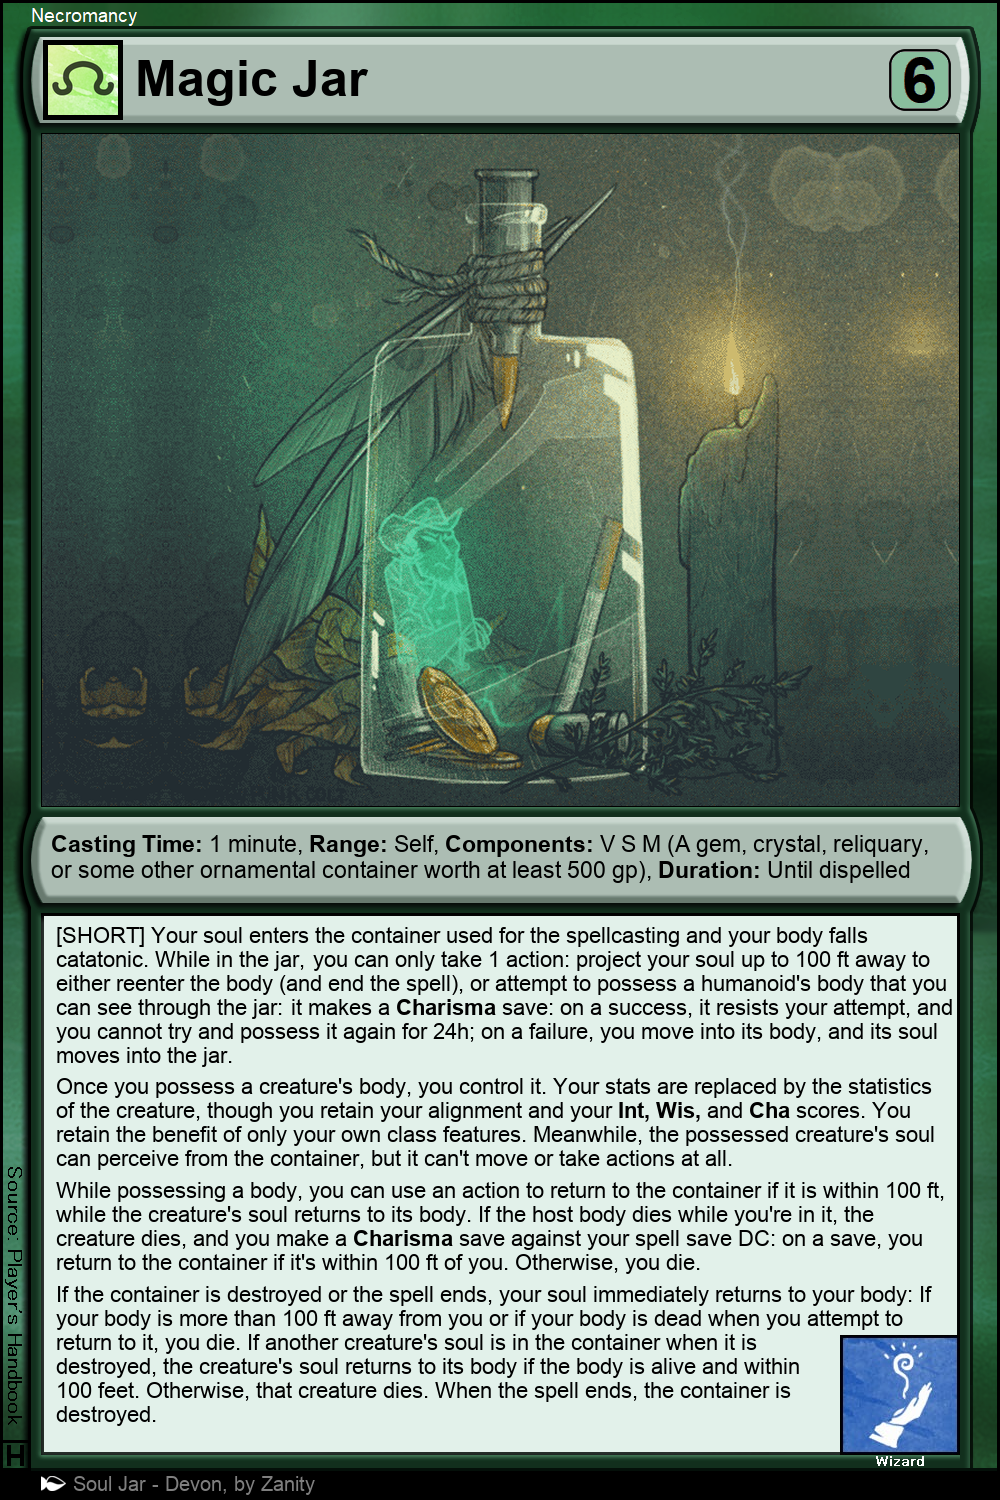 Necromancy
Magic Jar
6
Casting Time: 1 minute, Range: Self, Components: V S M (A gem, crystal, reliquary,
or some other ornamental container worth at least 500 gp), Duration: Until dispelled
[SHORT] Your soul enters the container used for the spellcasting and your body falls
catatonic. While in the jar, you can only take 1 action: project your soul up to 100 ft away to
either reenter the body (and end the spell), or attempt to possess a humanoid's body that you
can see through the jar: it makes a Charisma save: on a success, it resists your attempt, and
you cannot try and possess it again for 24h; on a failure, you move into its body, and its soul
moves into the jar.
Once you possess a creature's body, you control it. Your stats are replaced by the statistics
of the creature, though you retain your alignment and your Int, Wis, and Cha scores. You
retain the benefit of only your own class features. Meanwhile, the possessed creature's soul
can perceive from the container, but it can't move or take actions at all.
While possessing a body, you can use an action to return to the container if it is within 100 ft,
while the creature's soul returns to its body. If the host body dies while you're in it, the
creature dies, and you make a Charisma save against your spell save DC: on a save, you
return to the container if it's within 100 ft of you. Otherwise, you die.
If the container is destroyed or the spell ends, your soul immediately returns to your body: If
your body is more than 100 ft away from you or if your body is dead when you attempt to
return to it, you die. If another creature's soul is in the container when it is
destroyed, the creature's soul returns to its body if the body is alive and within
100 feet. Otherwise, that creature dies. When the spell ends, the container is
destroyed.
Wizard
Source: Player's Handbook
H
Soul Jar - Devon, by Zanity